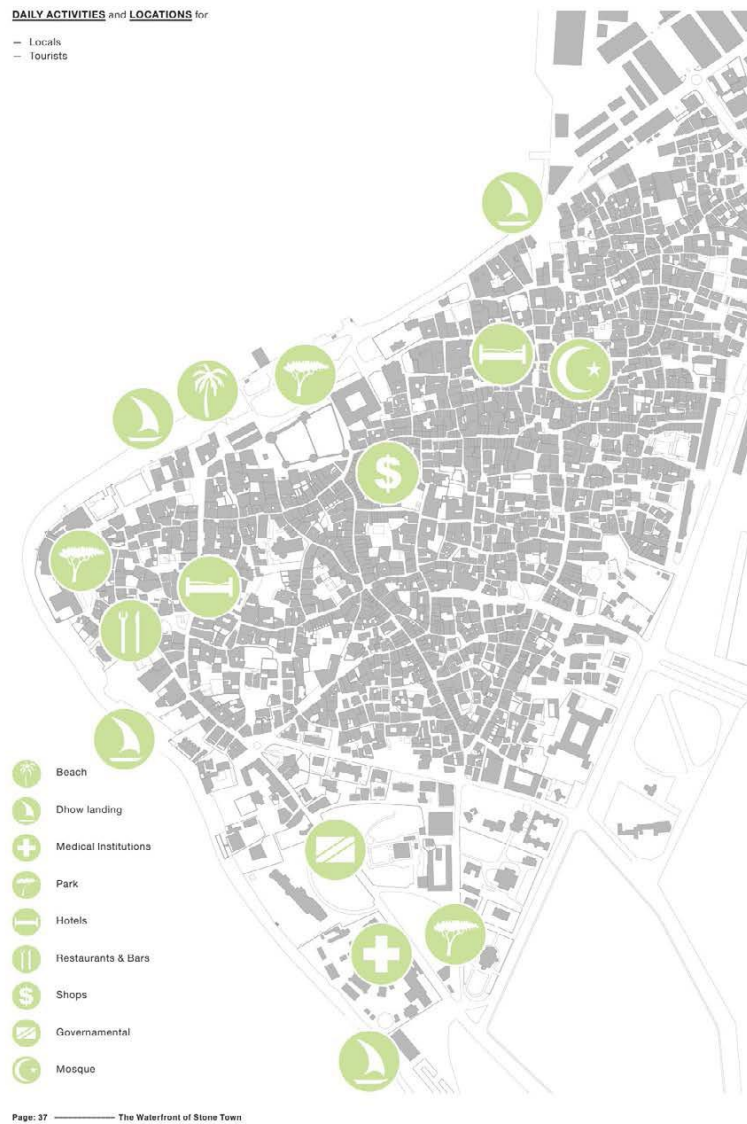 DAILY ACTIVITIES and LOCATIONS for
– Locals
– Tourists
$
Beach
Dhow landing
Medical Institutions
Park
Hotels
Restaurants & Bars
$
Shops
Governamental
Mosque
Page: 37 ———— The Waterfront of Stone Town